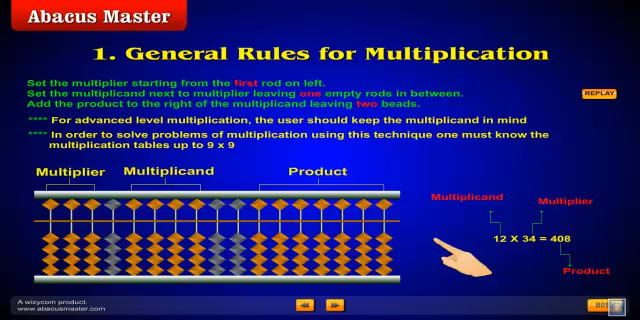 Abacus Master
1. General Rules for Multiplication
Set the multiplier starting from the first rod on left.
Set the multiplicand next to multiplier leaving one empty rods in between.
Add the product to the right of the multiplicand leaving two beads.
REPLAY
**** For advanced level multiplication, the user should keep the multiplicand in mind
**** In order to solve problems of multiplication using this technique one must know the
multiplication tables up to 9 x 9
Multiplier Multiplicand Product
Multiplicand Multiplier
12 X 34 = 408
Product
A wizycom product.
www.abacusmaster.com